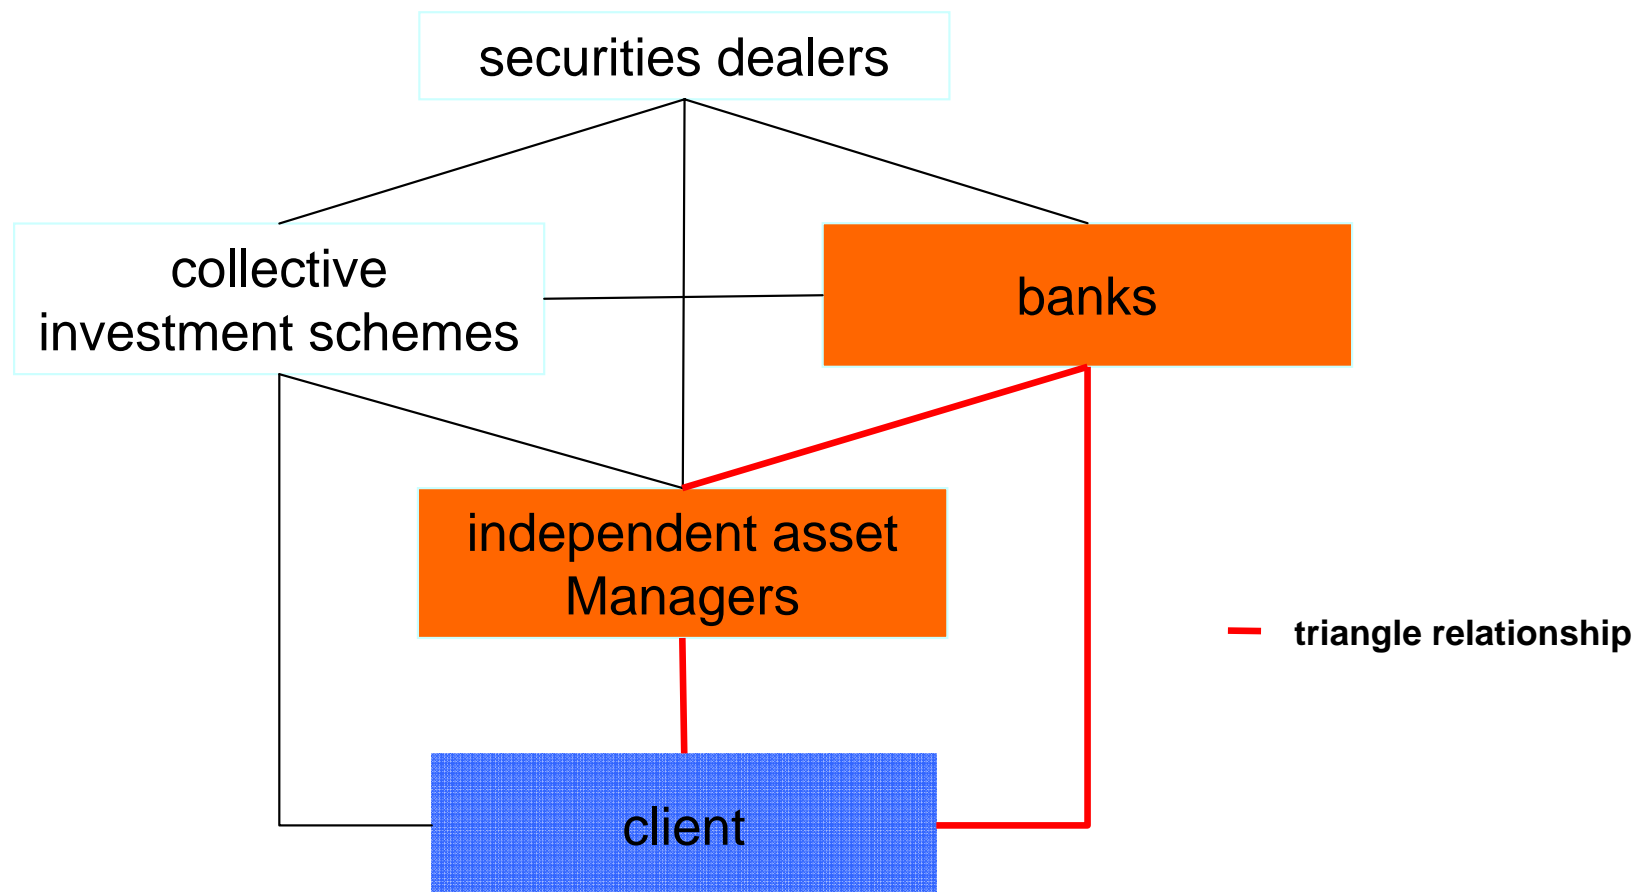 securities dealers
collective
investment schemes
banks
independent asset
Managers
triangle relationship
client